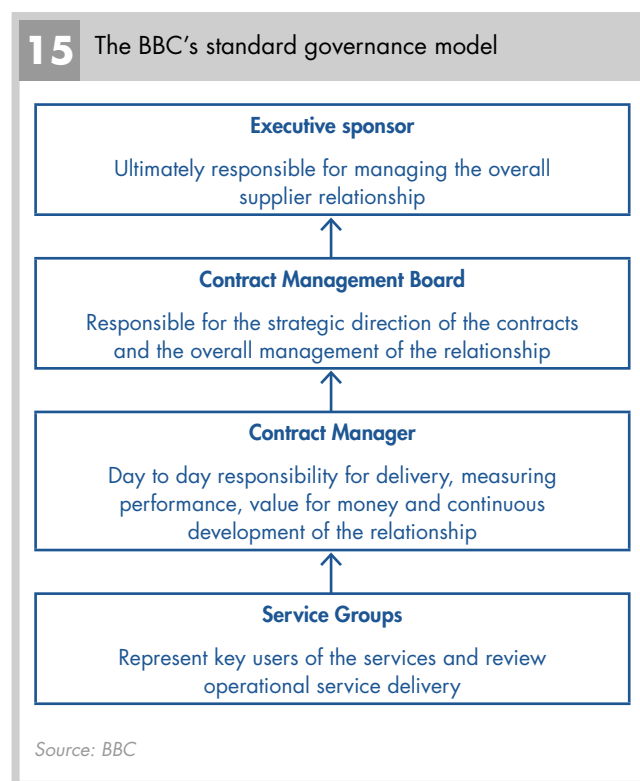 15 The BBC's standard governance model
Executive sponsor
Ultimately responsible for managing the overall
supplier relationship
Contract Management Board
Responsible for the strategic direction of the contracts
and the overall management of the relationship
Contract Manager
Day to day responsibility for delivery, measuring
performance, value for money and continuous
development of the relationship
Service Groups
Represent key users of the services and review
operational service delivery
Source: BBC